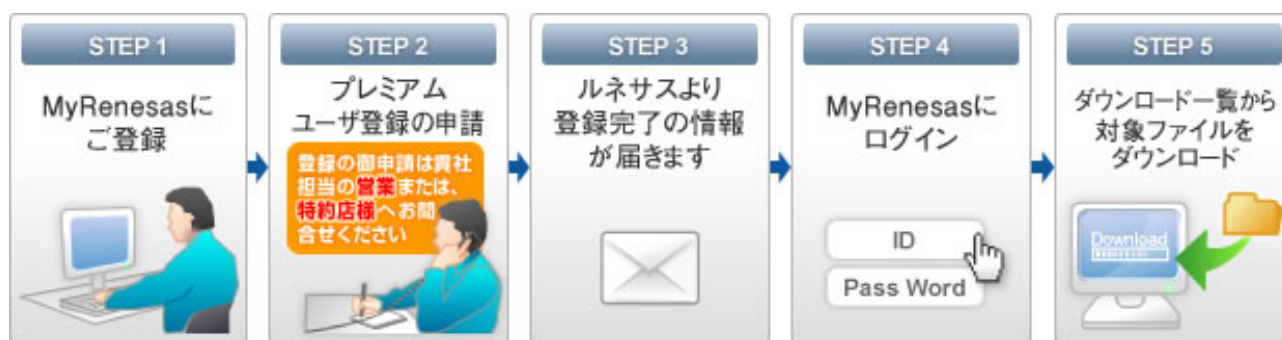 STEP 1
MyRenesasに
ご登録
STEP 2
プレミアム
ユーザ登録の申請
登録の御申請は貴社
担当の営業または、
特約店様へお問
合せください
STEP 3
ルネサスより
登録完了の情報
が届きます
STEP 4
MyRenesasに
ログイン
ID
Pass Word
STEP 5
ダウンロード一覧から
対象ファイルを
ダウンロード
Download